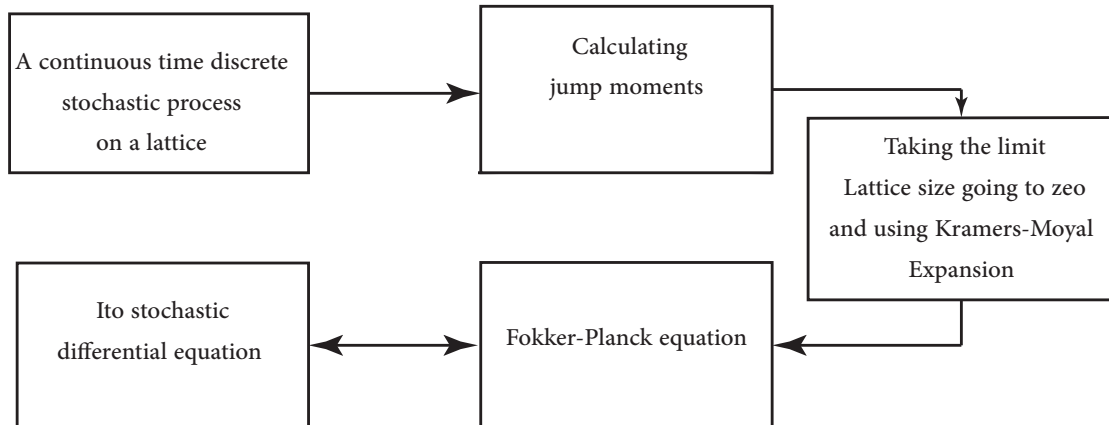 A continuous time discrete
stochastic process
on a lattice
Calculating
jump moments
Taking the limit
Lattice size going to zeo
and using Kramers-Moyal
Expansion
Ito stochastic
differential equation
Fokker-Planck equation